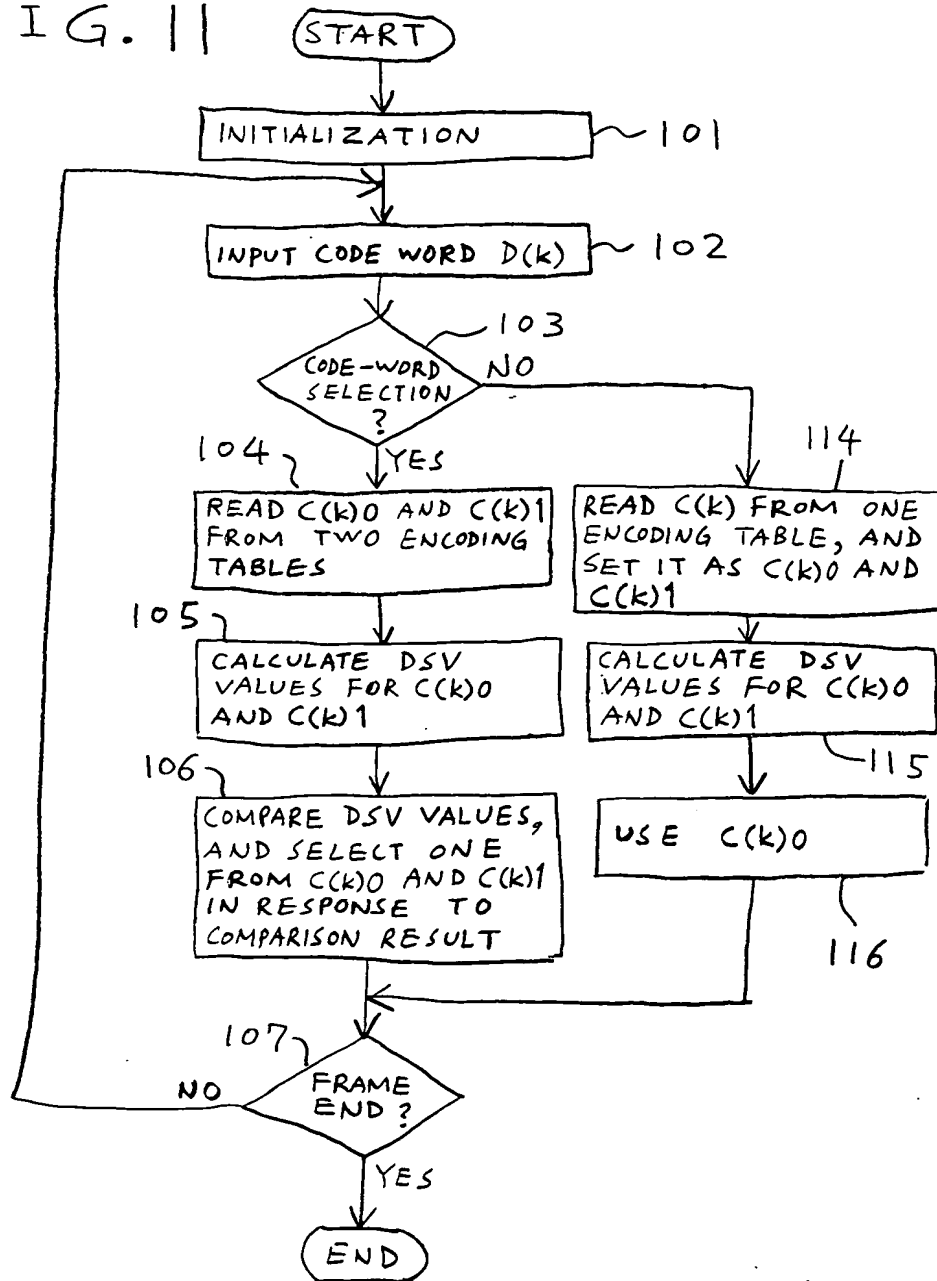 IG. 11
START
INITIALIZATION
101
INPUT CODE WORD D(k)
102
103
CODE-WORD
SELECTION
?
NO
YES
104
READ C(k)0 AND C(k)1
FROM TWO ENCODING
TABLES
114
READ C(k) FROM ONE
ENCODING TABLE, AND
SET IT AS C(k)0 AND
C(k)1
105
CALCULATE DSV
VALUES FOR C(k)0
AND C(k)1
CALCULATE DSV
VALUES FOR C(k)0
AND C(k)1
115
106
COMPARE DSV VALUES,
AND SELECT ONE
FROM C(k)0 AND C(k)1
IN RESPONSE TO
COMPARISON RESULT
USE C(k)0
116
107
FRAME
END ?
NO
YES
END